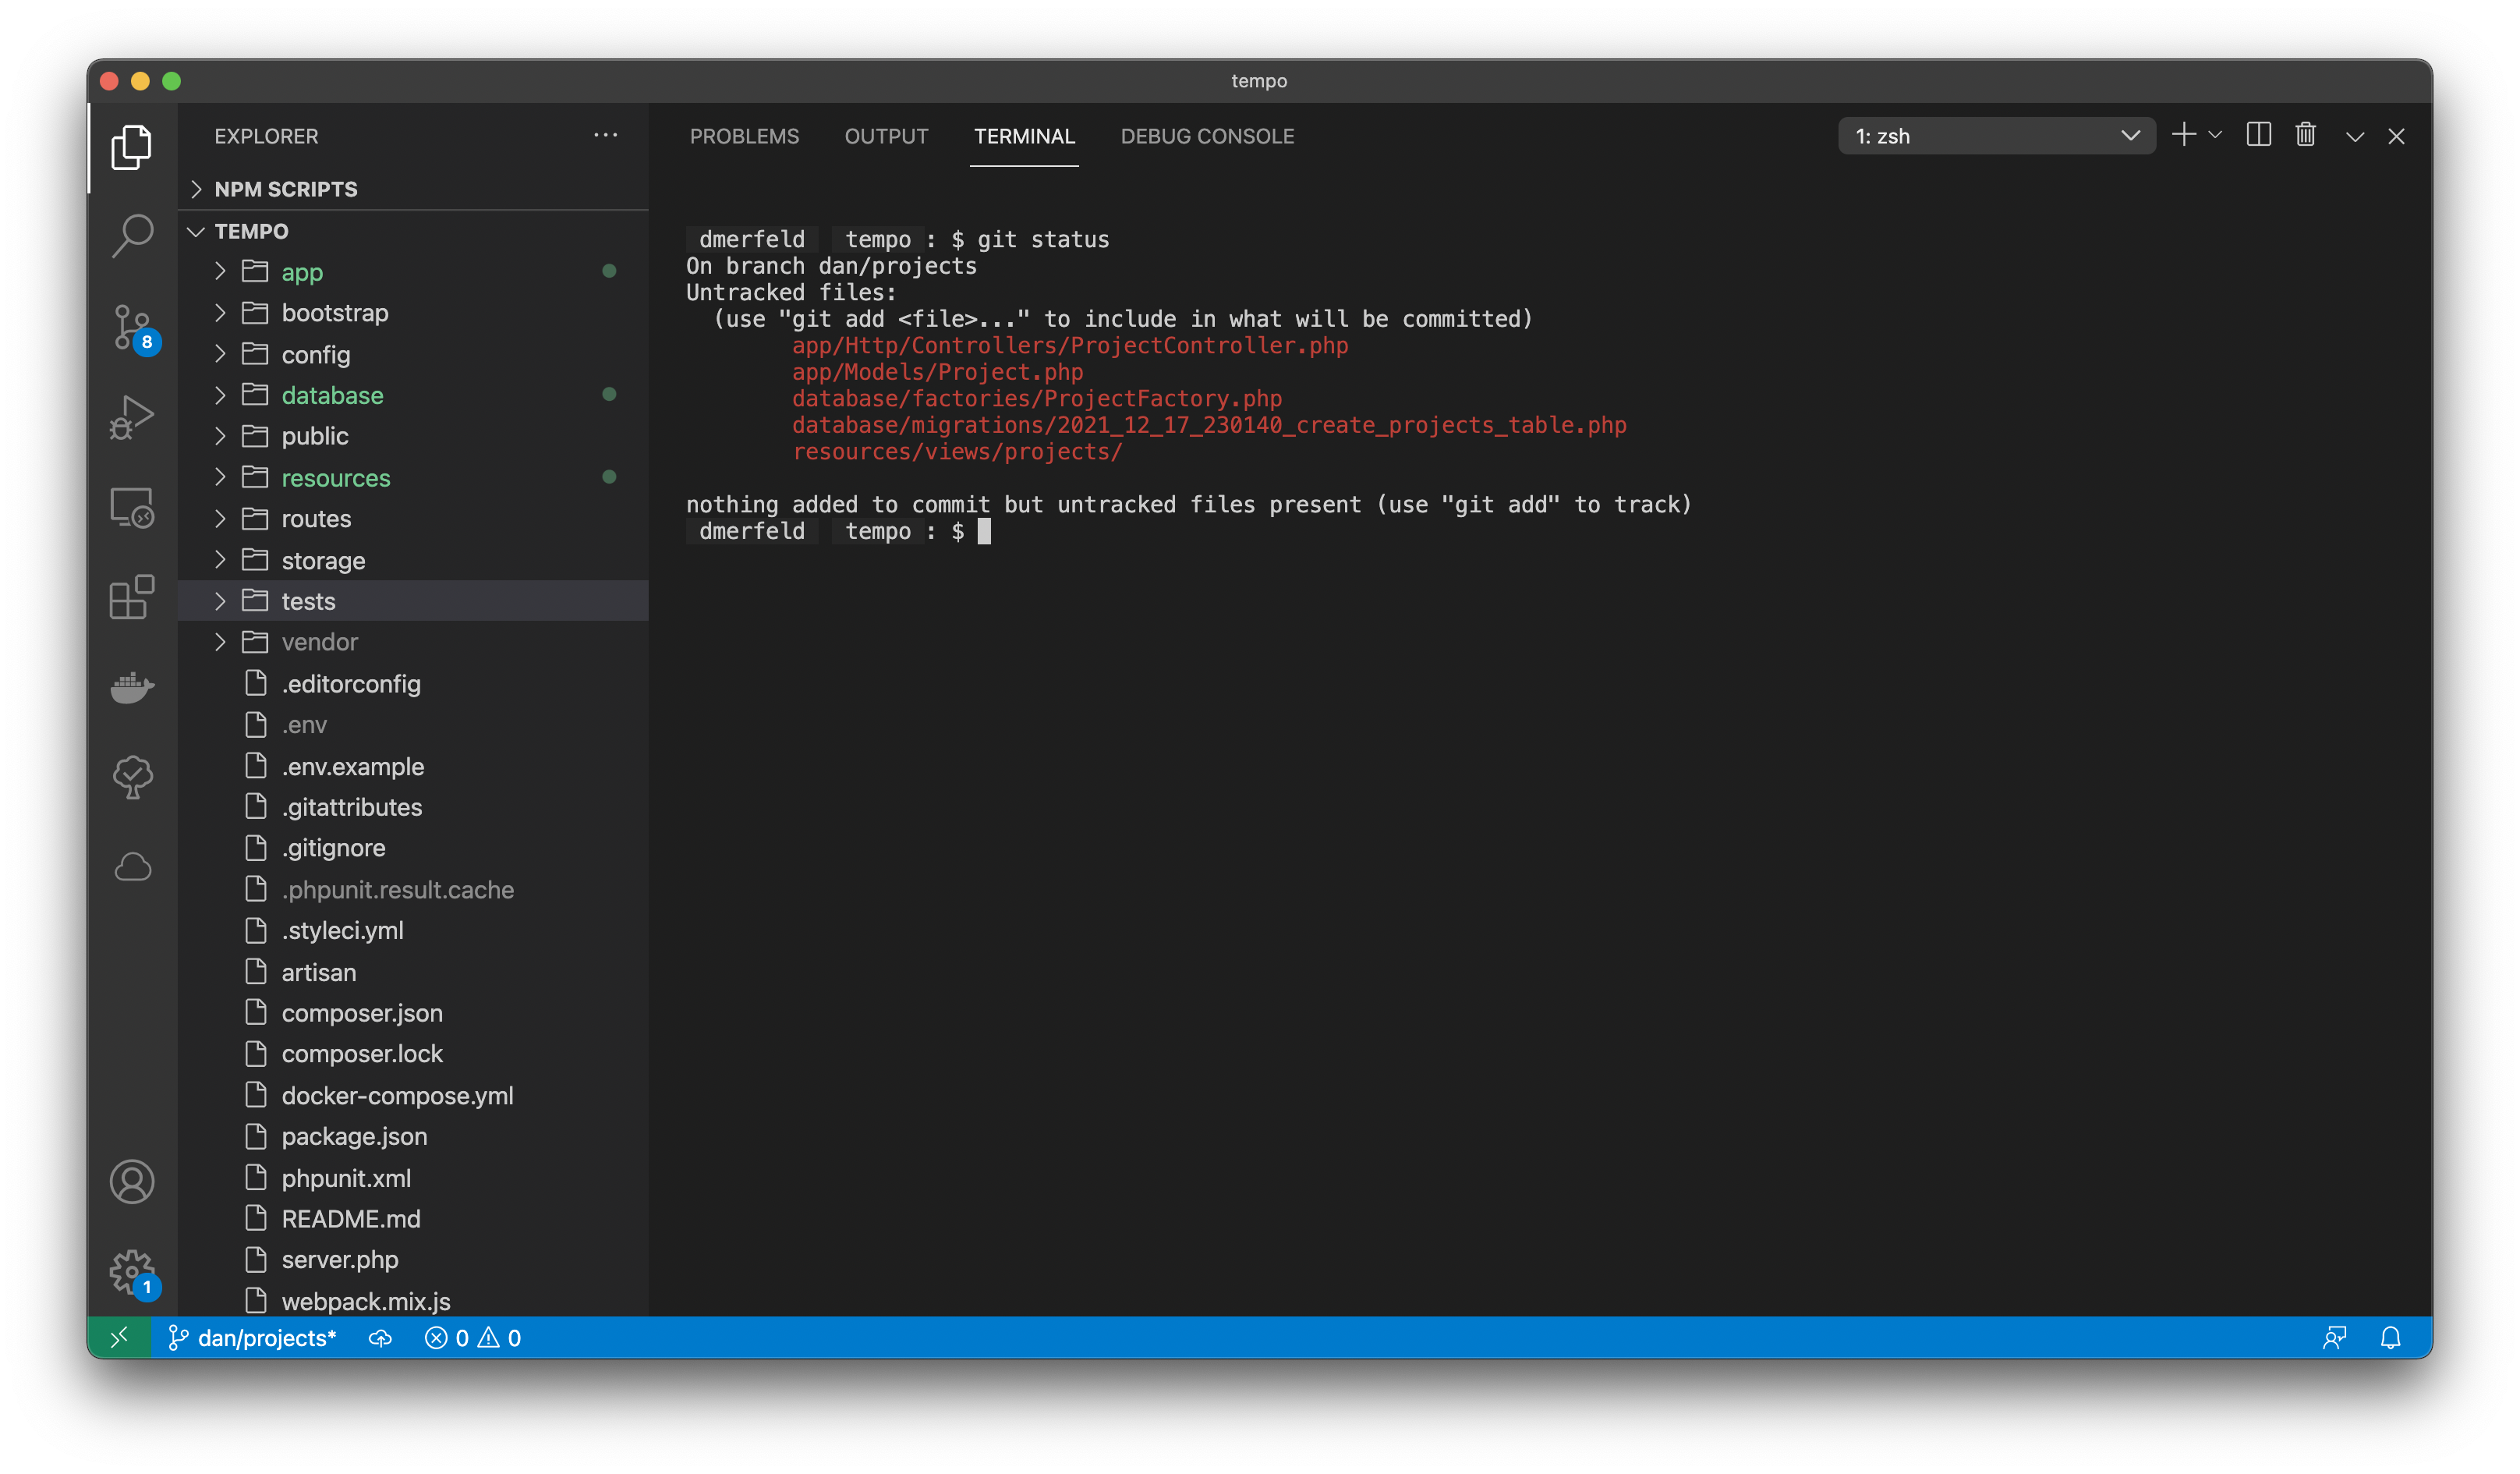 tempo
EXPLORER
NPM SCRIPTS
TEMPO
app
bootstrap
config
database
public
resources
routes
storage
tests
vendor
.editorconfig
.env
.env.example
.gitattributes
.gitignore
.phpunit.result.cache
.styleci.yml
artisan
composer.json
composer.lock
docker-compose.yml
package.json
phpunit.xml
README.md
server.php
webpack.mix.js
8
1
PROBLEMS OUTPUT TERMINAL DEBUG CONSOLE
1: zsh
dmerfeld tempo : $ git status
On branch dan/projects
Untracked files:
(use "git add <file>..." to include in what will be committed)
app/Http/Controllers/ProjectController.php
app/Models/Project.php
database/factories/ProjectFactory.php
database/migrations/2021_12_17_230140_create_projects_table.php
resources/views/projects/
nothing added to commit but untracked files present (use "git add" to track)
dmerfeld tempo : $
dan/projects* 0 0